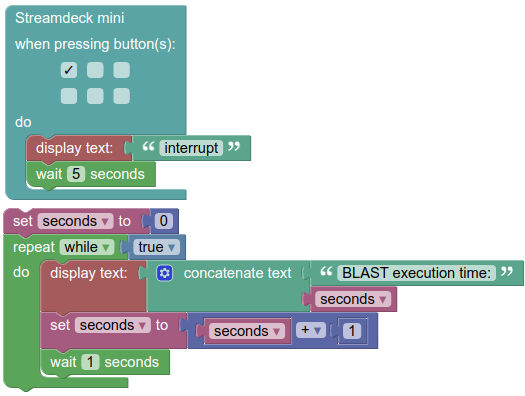 Streamdeck mini
when pressing button(s):
✓
do
display text: “ interrupt ”
wait 5 seconds
set seconds ▾ to 0
repeat while ▾ true ▾
do display text: concatenate text “ BLAST execution time: ”
seconds ▾
set seconds ▾ to seconds ▾ + ▾ 1
wait 1 seconds